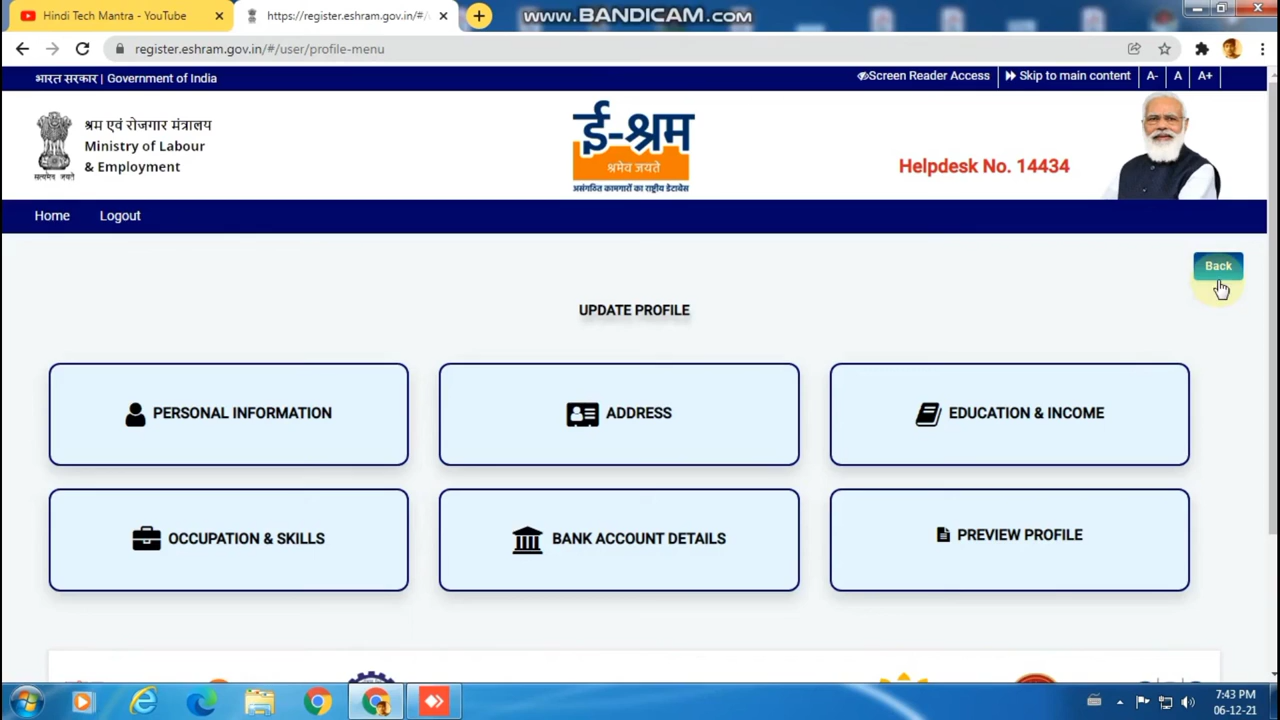 Hindi Tech Mantra - YouTube
https://register.eshram.gov.in/#/u
www.BANDICAM.com
register.eshram.gov.in/#/user/profile-menu
भारत सरकार | Government of India
Screen Reader Access
Skip to main content
A-
A
A+
श्रम एवं रोजगार मंत्रालय
Ministry of Labour
& Employment
सत्यमेव जयते
ई-श्रम
श्रमेव जयते
असंगठित कामगारों का राष्ट्रीय डेटाबेस
Helpdesk No. 14434
Home
Logout
Back
UPDATE PROFILE
PERSONAL INFORMATION
ADDRESS
EDUCATION & INCOME
OCCUPATION & SKILLS
BANK ACCOUNT DETAILS
PREVIEW PROFILE
7:43 PM
06-12-21